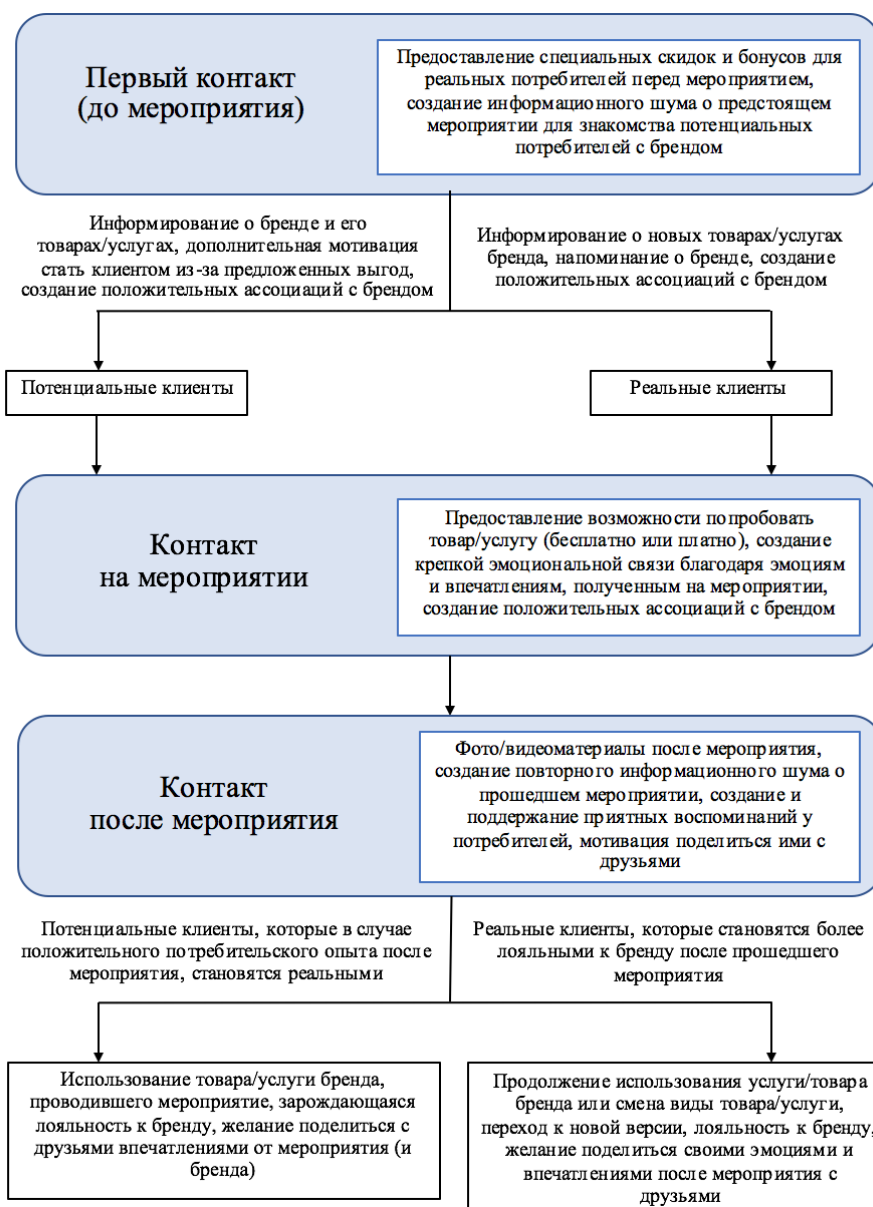 Первый контакт
(до мероприятия)
Предоставление специальных скидок и бонусов для
реальных потребителей перед мероприятием,
создание информационного шума о предстоящем
мероприятии для знакомства потенциальных
потребителей с брендом
Информирование о бренде и его
товарах/услугах, дополнительная мотивация
стать клиентом из-за предложенных выгод,
создание положительных ассоциаций с брендом
Информирование о новых товарах/услугах
бренда, напоминание о бренде, создание
положительных ассоциаций с брендом
Потенциальные клиенты
Реальные клиенты
Контакт
на мероприятии
Предоставление возможности попробовать
товар/услугу (бесплатно или платно), создание
крепкой эмоциональной связи благодаря эмоциям
и впечатлениям, полученным на мероприятии,
создание положительных ассоциаций с брендом
Контакт
после мероприятия
Фото/видеоматериалы после мероприятия,
создание повторного информационного шума о
прошедшем мероприятии, создание и
поддержание приятных воспоминаний у
потребителей, мотивация поделиться ими с
друзьями
Потенциальные клиенты, которые в случае
положительного потребительского опыта после
мероприятия, становятся реальными
Реальные клиенты, которые становятся более
лояльными к бренду после прошедшего
мероприятия
Использование товара/услуги бренда,
проводившего мероприятие, зарождающаяся
лояльность к бренду, желание поделиться с
друзьями впечатлениями от мероприятия (и
бренда)
Продолжение использования услуги/товара
бренда или смена виды товара/услуги,
переход к новой версии, лояльность к бренду,
желание поделиться своими эмоциями и
впечатлениями после мероприятия с
друзьями